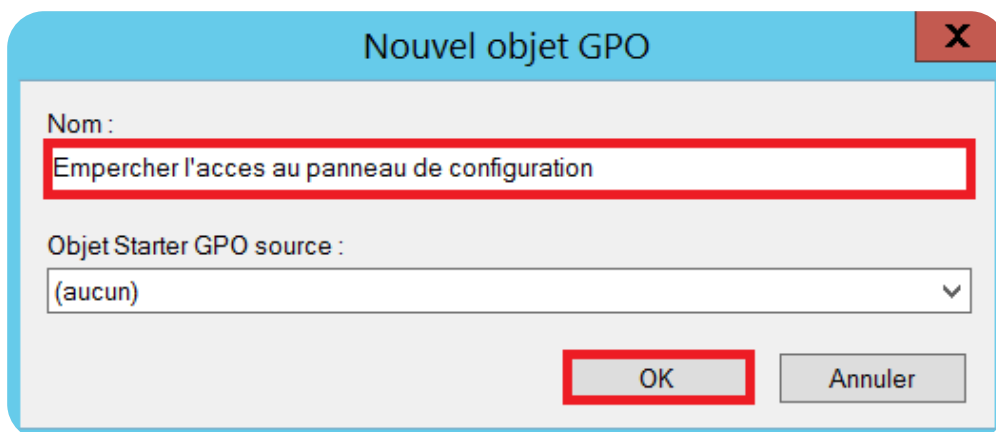 Nouvel objet GPO
X
Nom :
Empercher l'acces au panneau de configuration
Objet Starter GPO source :
(aucun)
OK Annuler